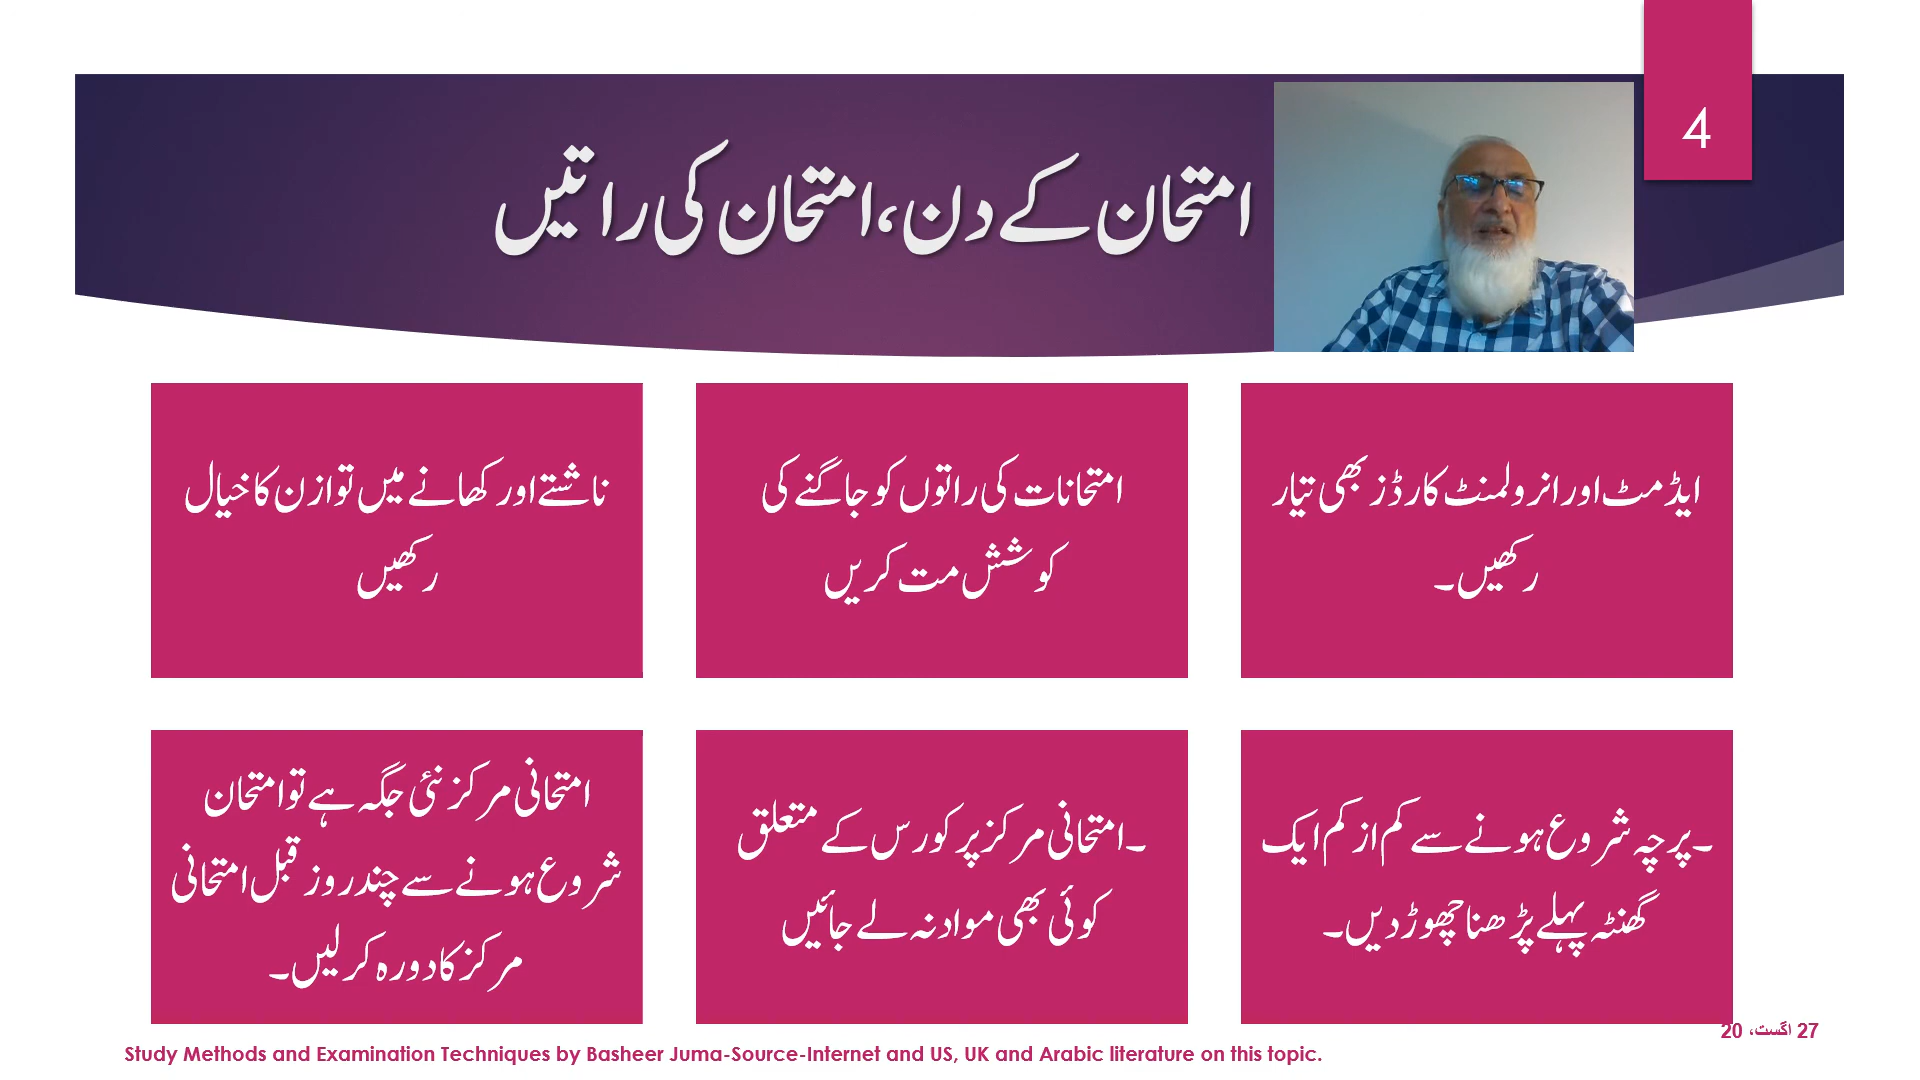 4
امتحان کے دن، امتحان کی راتیں
ایڈمٹ اور انرولمنٹ کارڈز بھی تیار
رکھیں۔
امتحانات کی راتوں کو جاگنے کی
کوشش مت کریں
ناشتے اور کھانے میں توازن کا خیال
رکھیں
۔پرچہ شروع ہونے سے کم از کم ایک
گھنٹہ پہلے پڑھنا چھوڑ دیں۔
۔امتحانی مرکز پر کورس کے متعلق
کوئی بھی مواد نہ لے جائیں
امتحانی مرکز نئی جگہ ہے تو امتحان
شروع ہونے سے چند روز قبل امتحانی
مرکز کا دورہ کر لیں۔
27 اگست، 20
Study Methods and Examination Techniques by Basheer Juma-Source-Internet and US, UK and Arabic literature on this topic.